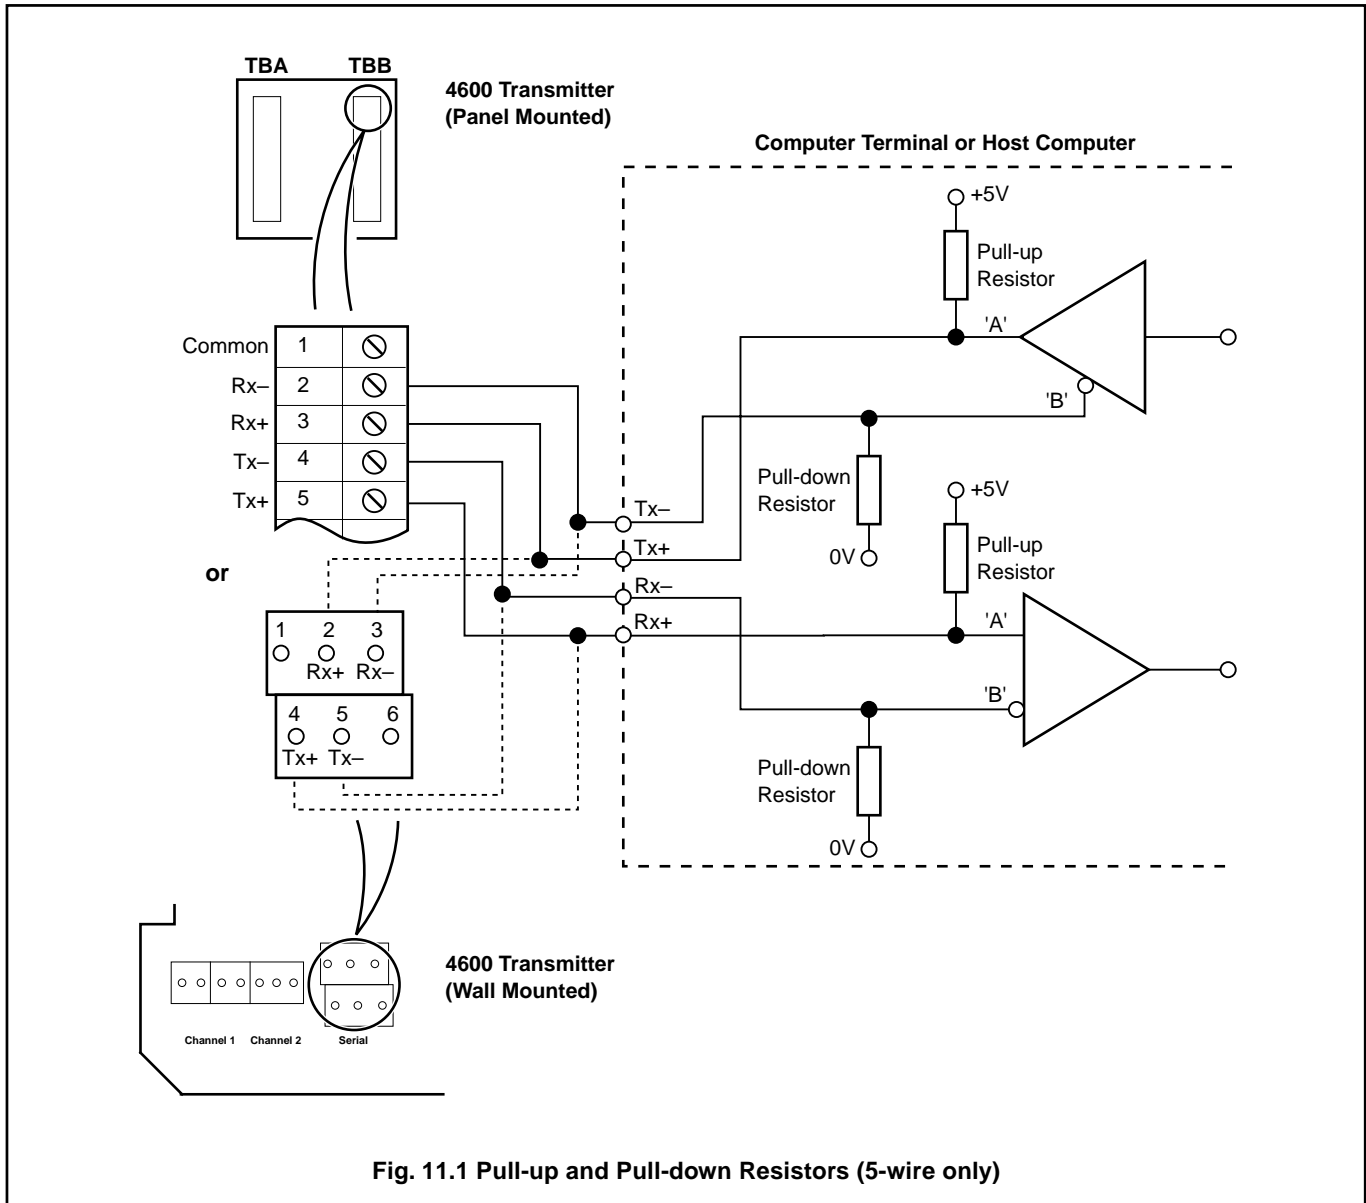 TBA TBB
4600 Transmitter
(Panel Mounted)
Computer Terminal or Host Computer
+5V
Pull-up
Resistor
'A'
'B'
Common 1
Rx– 2
Rx+ 3
Tx– 4
Tx+ 5
Pull-down
Resistor
0V
+5V
Pull-up
Resistor
Tx–
Tx+
Rx–
Rx+
'A'
'B'
or
1 2 3
Rx+ Rx–
4 5 6
Tx+ Tx–
Pull-down
Resistor
0V
4600 Transmitter
(Wall Mounted)
Channel 1 Channel 2 Serial
Fig. 11.1 Pull-up and Pull-down Resistors (5-wire only)